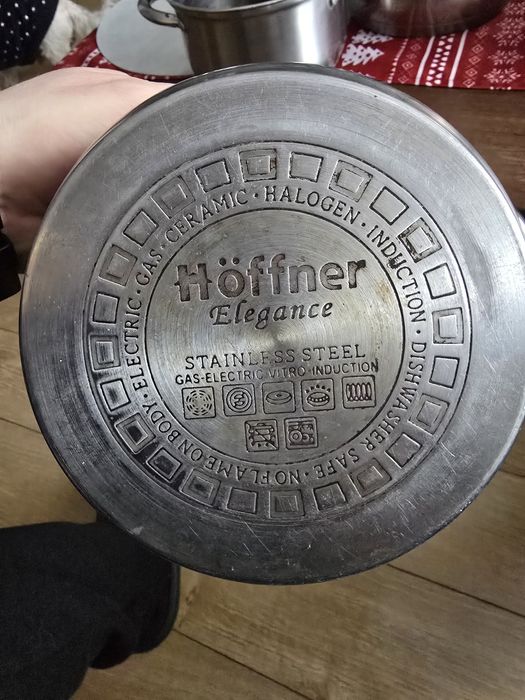 Höffner
Elegance
STAINLESS STEEL
GAS·ELECTRIC·VITRO·INDUCTION
ELECTRIC·GAS·CERAMIC·HALOGEN·INDUCTION·DISHWASHER SAFE·NO FLAME ON BODY·